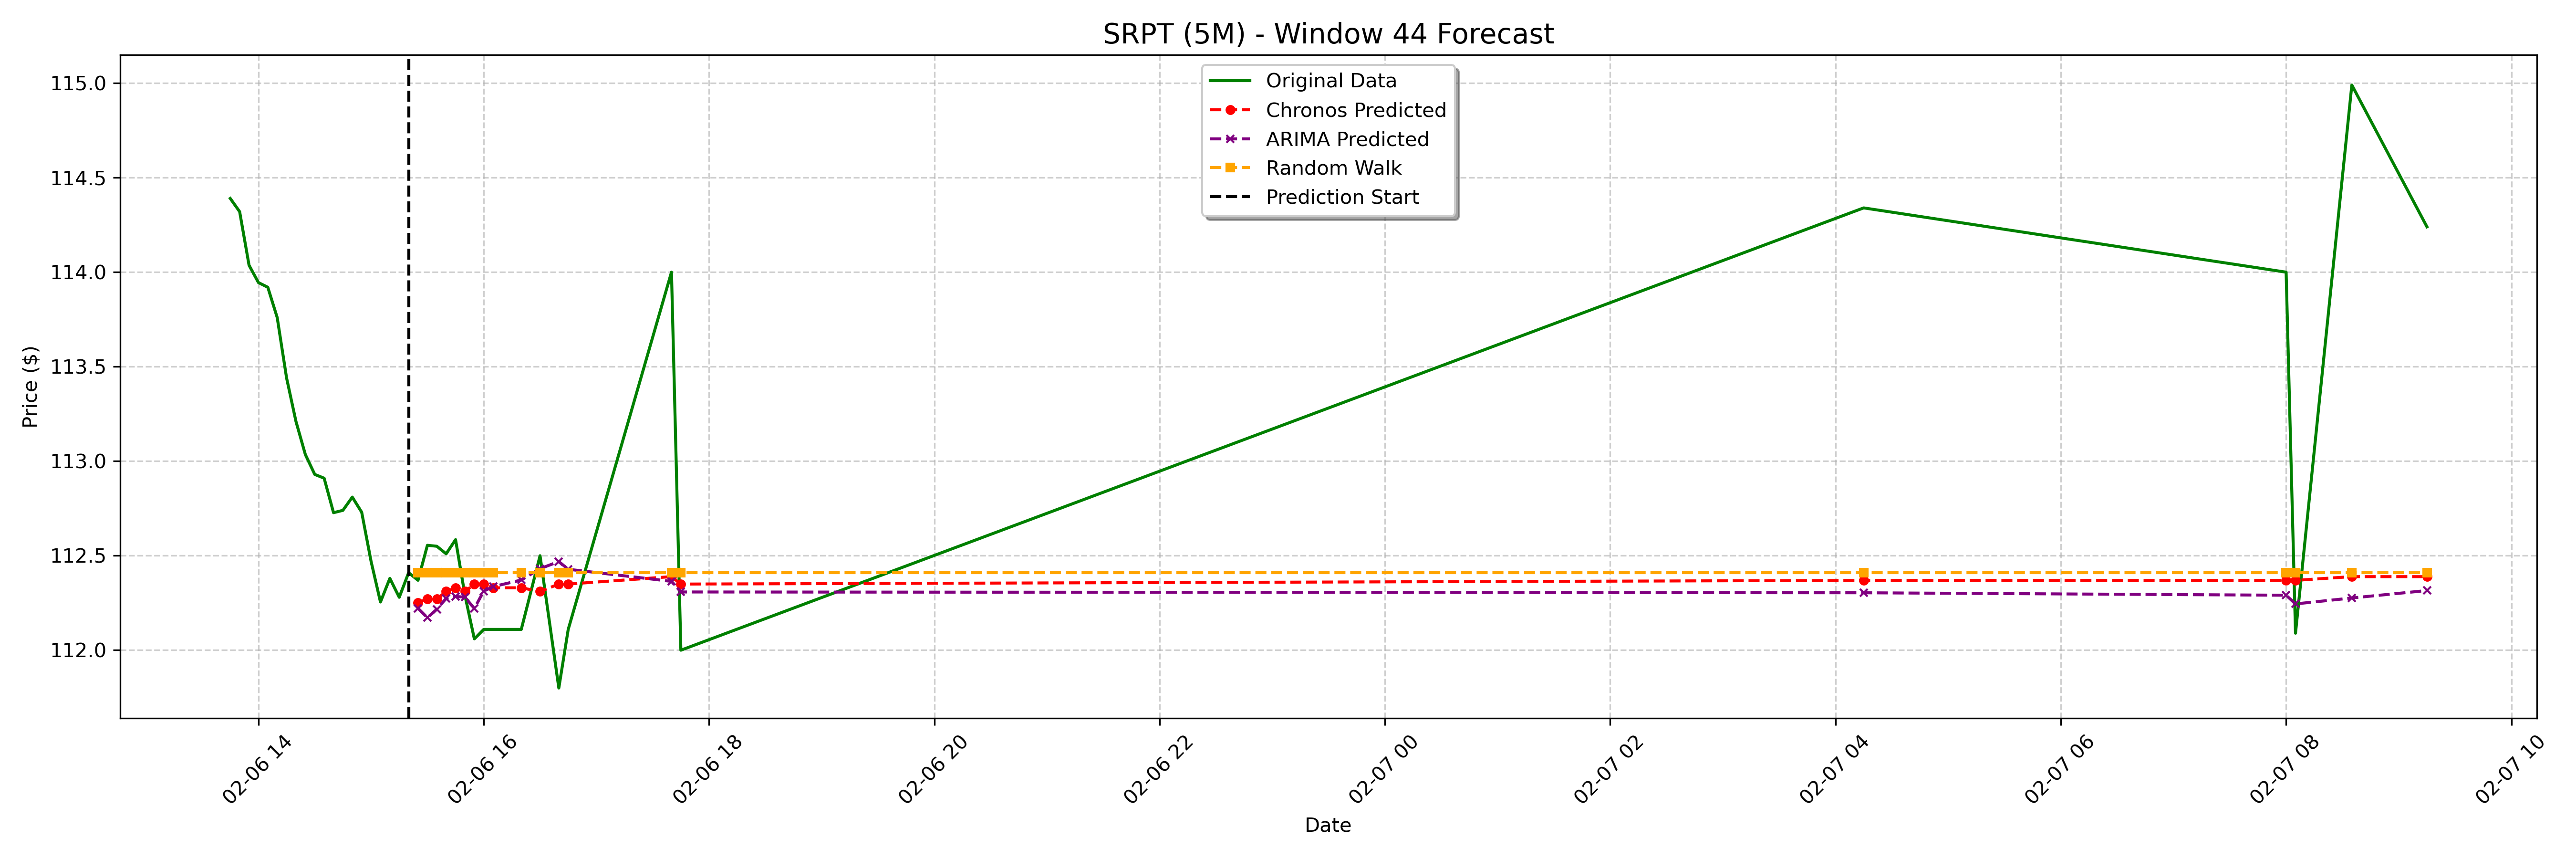 SRPT (5M) - Window 44 Forecast
Original Data
Chronos Predicted
ARIMA Predicted
Random Walk
Prediction Start
Price ($)
115.0
114.5
114.0
113.5
113.0
112.5
112.0
02-06 14
02-06 16
02-06 18
02-06 20
02-06 22
02-07 00
02-07 02
02-07 04
02-07 06
02-07 08
02-07 10
Date